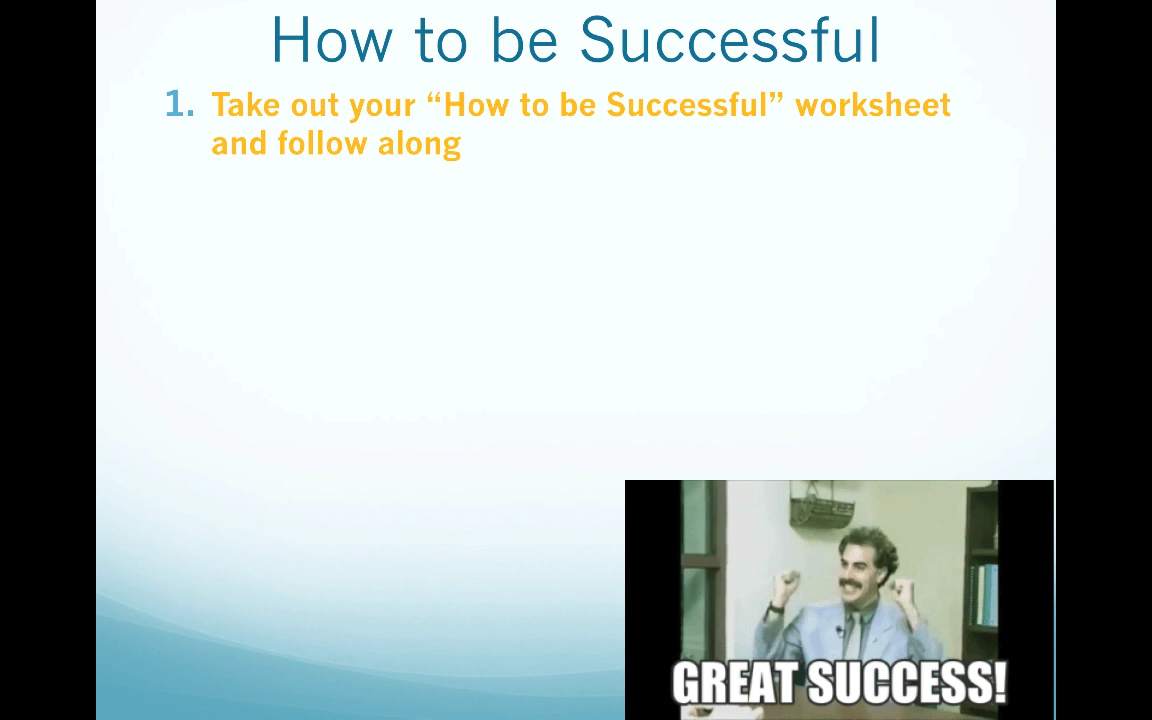 How to be Successful
1. Take out your “How to be Successful” worksheet
and follow along
GREAT SUCCESS!